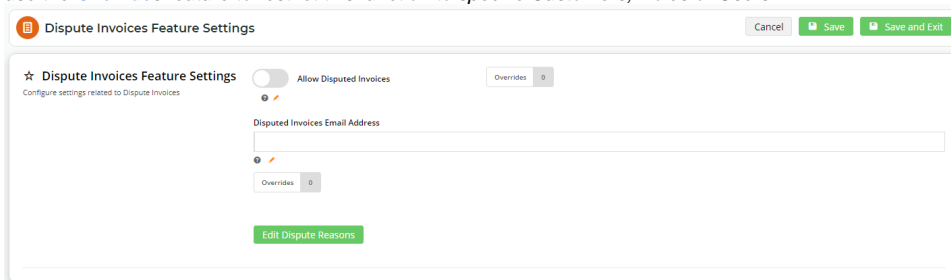 Dispute Invoices Feature Settings
Cancel
Save
Save and Exit
Dispute Invoices Feature Settings
Configure settings related to Dispute Invoices
Allow Disputed Invoices
Overrides 0
Disputed Invoices Email Address
Overrides 0
Edit Dispute Reasons